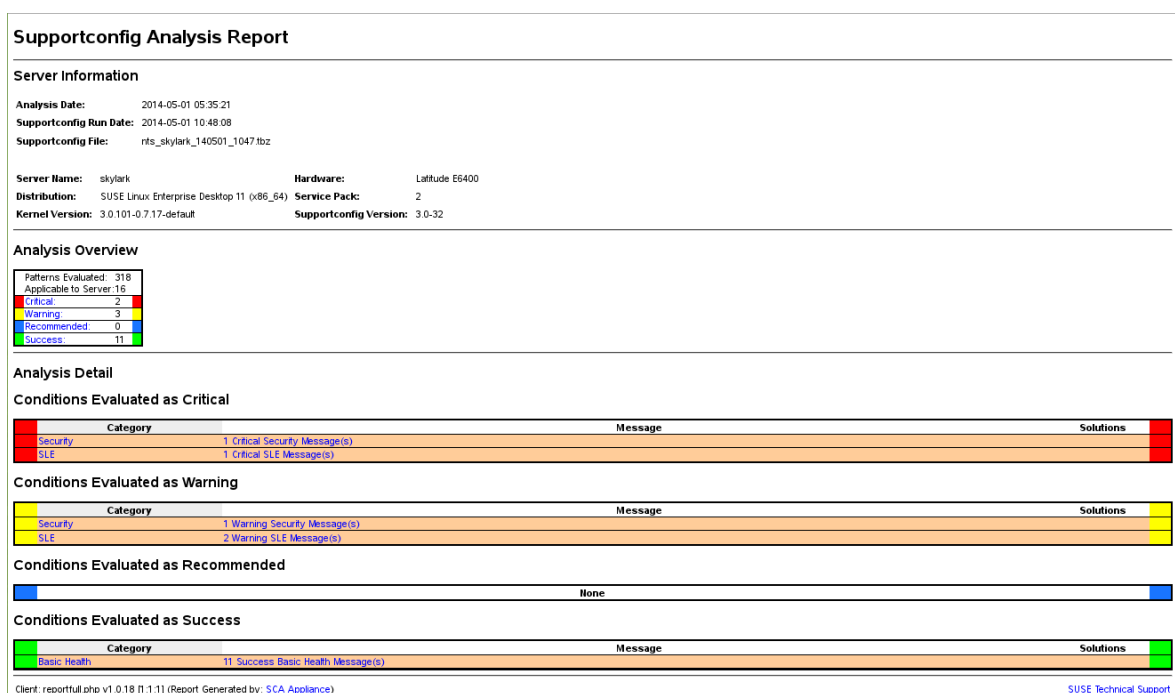 Supportconfig Analysis Report
Server Information
Analysis Date: 2014-05-01 05:35:21
Supportconfig Run Date: 2014-05-01 10:48:08
Supportconfig File: nts_skylark_140501_1047.tbz
Server Name: skylark Hardware: Latitude E6400
Distribution: SUSE Linux Enterprise Desktop 11 (x86_64) Service Pack: 2
Kernel Version: 3.0.101-0.7.17-default Supportconfig Version: 3.0-32
Analysis Overview
Patterns Evaluated: 318
Applicable to Server:16
Critical: 2
Warning: 3
Recommended: 0
Success: 11
Analysis Detail
Conditions Evaluated as Critical
Category Message Solutions
Security 1 Critical Security Message(s)
SLE 1 Critical SLE Message(s)
Conditions Evaluated as Warning
Category Message Solutions
Security 1 Warning Security Message(s)
SLE 2 Warning SLE Message(s)
Conditions Evaluated as Recommended
None
Conditions Evaluated as Success
Category Message Solutions
Basic Health 11 Success Basic Health Message(s)
Client: reportfull.php v1.0.18 [1:1:1] (Report Generated by: SCA Appliance) SUSE Technical Support